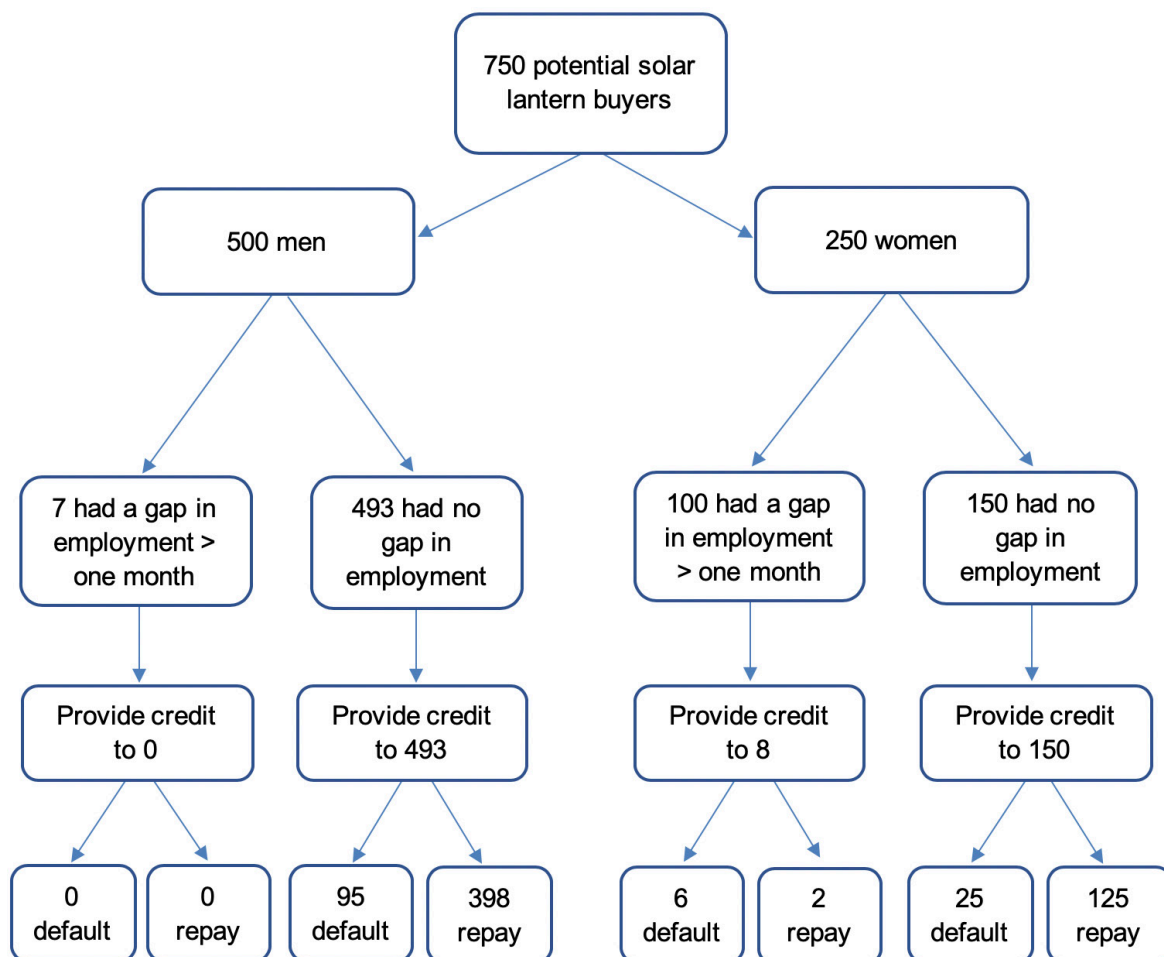 750 potential solar
lantern buyers
500 men
250 women
7 had a gap in
employment >
one month
493 had no
gap in
employment
100 had a gap
in employment
> one month
150 had no
gap in
employment
Provide credit
to 0
Provide credit
to 493
Provide credit
to 8
Provide credit
to 150
0
default
0
repay
95
default
398
repay
6
default
2
repay
25
default
125
repay